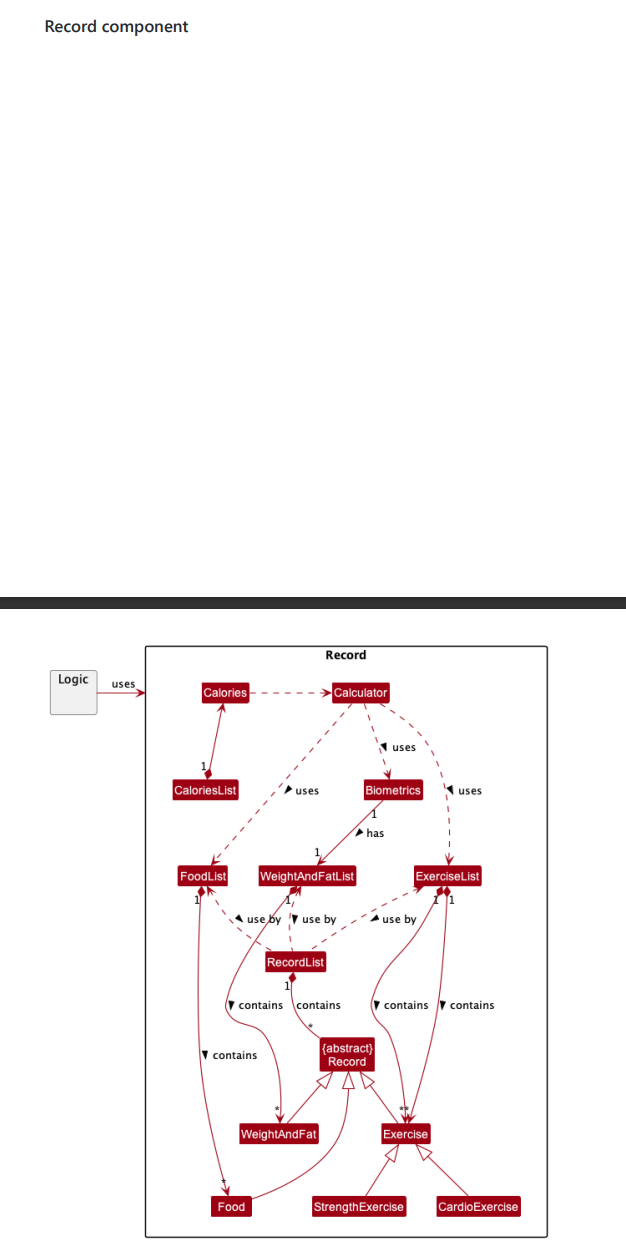 Record component
Record
Logic
uses
Calories
Calculator
uses
1
CaloriesList
uses
Biometrics
uses
1
has
1
FoodList
WeightAndFatList
ExerciseList
1
1
1
1
use by
use by
use by
RecordList
1
contains
contains
contains
contains
*
{abstract}
Record
contains
*
**
WeightAndFat
Exercise
*
Food
StrengthExercise
CardioExercise